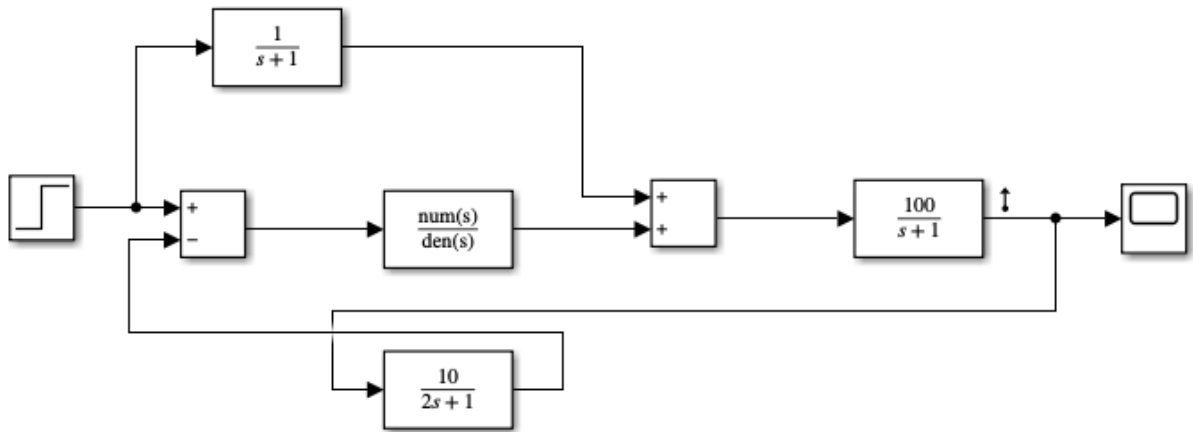 1
s + 1
+
−
num(s)
den(s)
+
+
100
s + 1
10
2s + 1